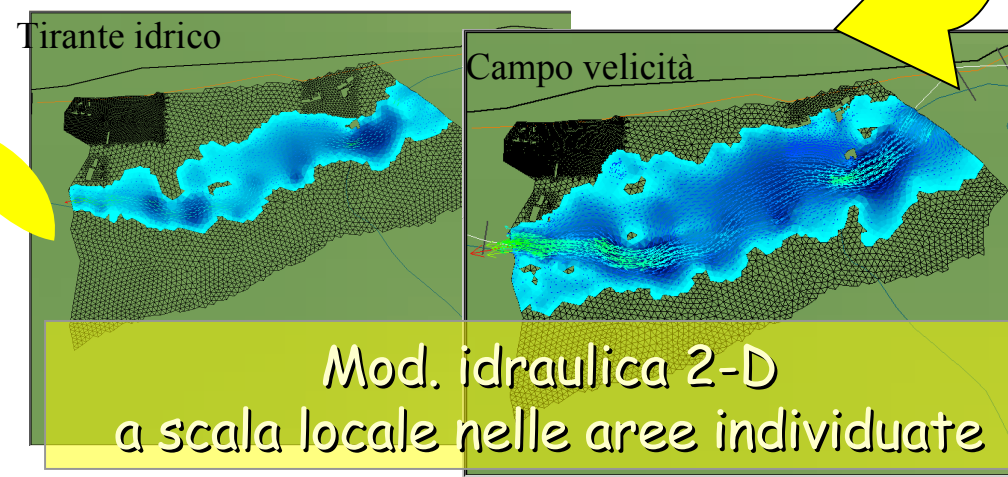 Tirante idrico
Campo velicità
Mod. idraulica 2-D
a scala locale nelle aree individuate